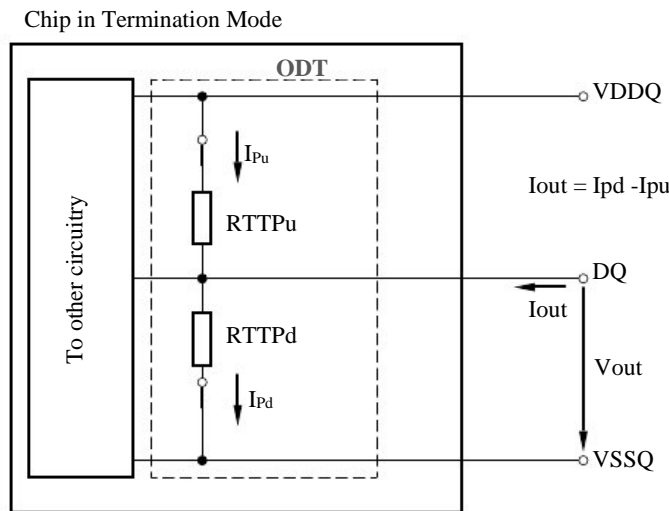 Chip in Termination Mode
ODT
VDDQ
IPu
Iout = Ipd -Ipu
RTTPu
To other circuitry
DQ
Iout
RTTPd
Vout
IPd
VSSQ